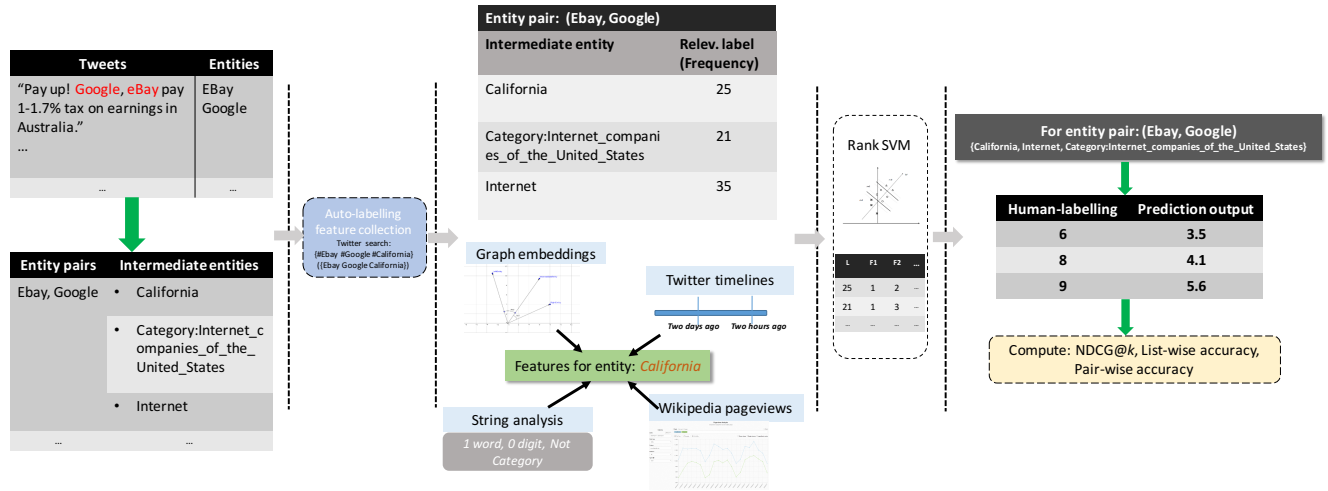 Tweets Entities
“Pay up! Google, eBay pay
1-1.7% tax on earnings in
Australia.”
…
EBay
Google
… …
Entity pairs Intermediate entities
Ebay, Google
• California
• Category:Internet_c
ompanies_of_the_
United_States
• Internet
… …
Auto-labelling
feature collection
Twitter search:
{#Ebay #Google #California}
({Ebay Google California})
Entity pair: (Ebay, Google)
Intermediate entity Relev. label
(Frequency)
California 25
Category:Internet_compani
es_of_the_United_States
21
Internet 35
Graph embeddings
Twitter timelines
Two days ago Two hours ago
Features for entity: California
String analysis
1 word, 0 digit, Not
Category
Wikipedia pageviews
Rank SVM
L F1 F2 …
25 1 2 …
21 1 3 …
… … … …
For entity pair: (Ebay, Google)
{California, Internet, Category:Internet_companies_of_the_United_States}
Human-labelling Prediction output
6 3.5
8 4.1
9 5.6
Compute: NDCG@k, List-wise accuracy,
Pair-wise accuracy